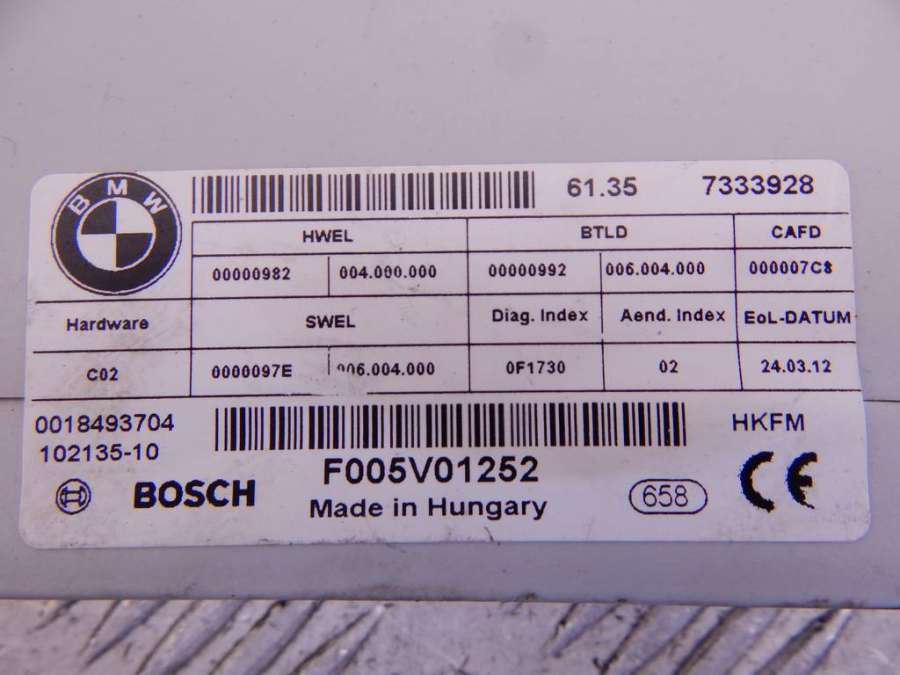 BMW
61.35 7333928
HWEL BTLD CAFD
00000982 004.000.000 00000992 006.004.000 000007C8
Hardware SWEL Diag. Index Aend. Index EoL-DATUM
C02 0000097E 006.004.000 0F1730 02 24.03.12
0018493704 HKFM
102135-10
F005V01252
BOSCH Made in Hungary 658 CE